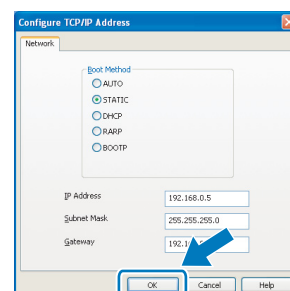 Configure TCP/IP Address
Network
Boot Method
AUTO
STATIC
DHCP
RARP
BOOTP
IP Address 192.168.0.5
Subnet Mask 255.255.255.0
Gateway
OK Cancel Help